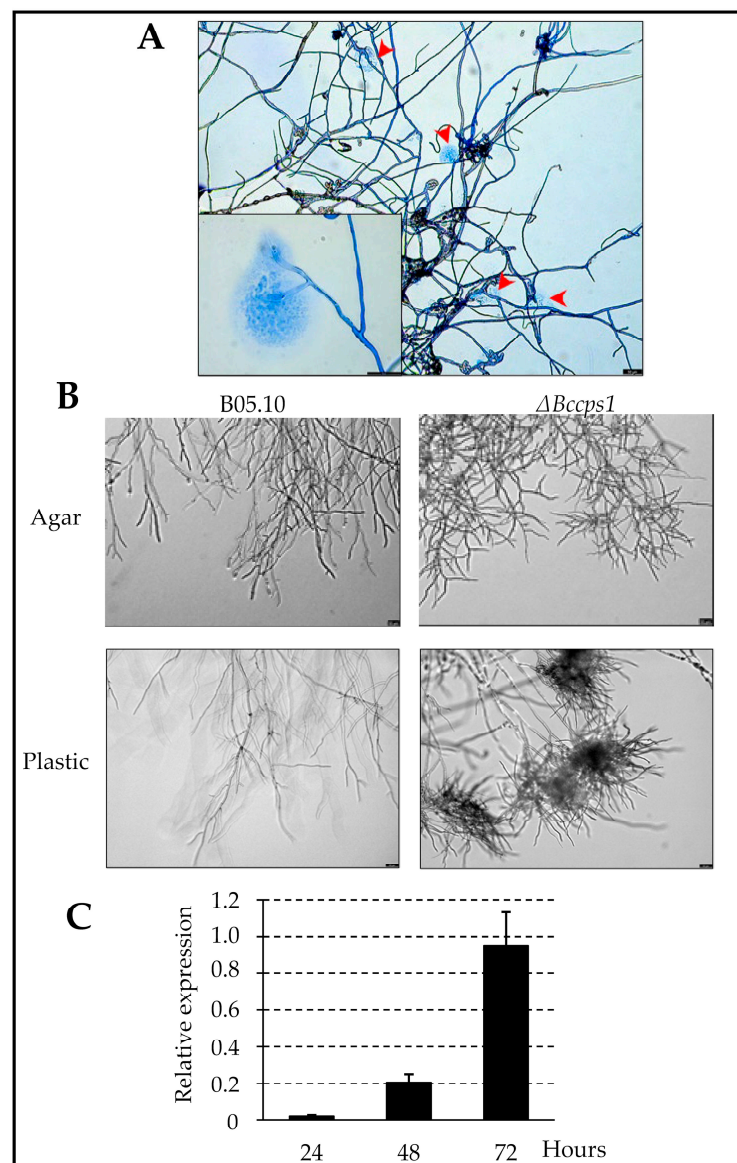 A
B
B05.10
ΔBccps1
Agar
Plastic
C
Relative expression
1.2
1.0
0.8
0.6
0.4
0.2
0
24 48 72 Hours